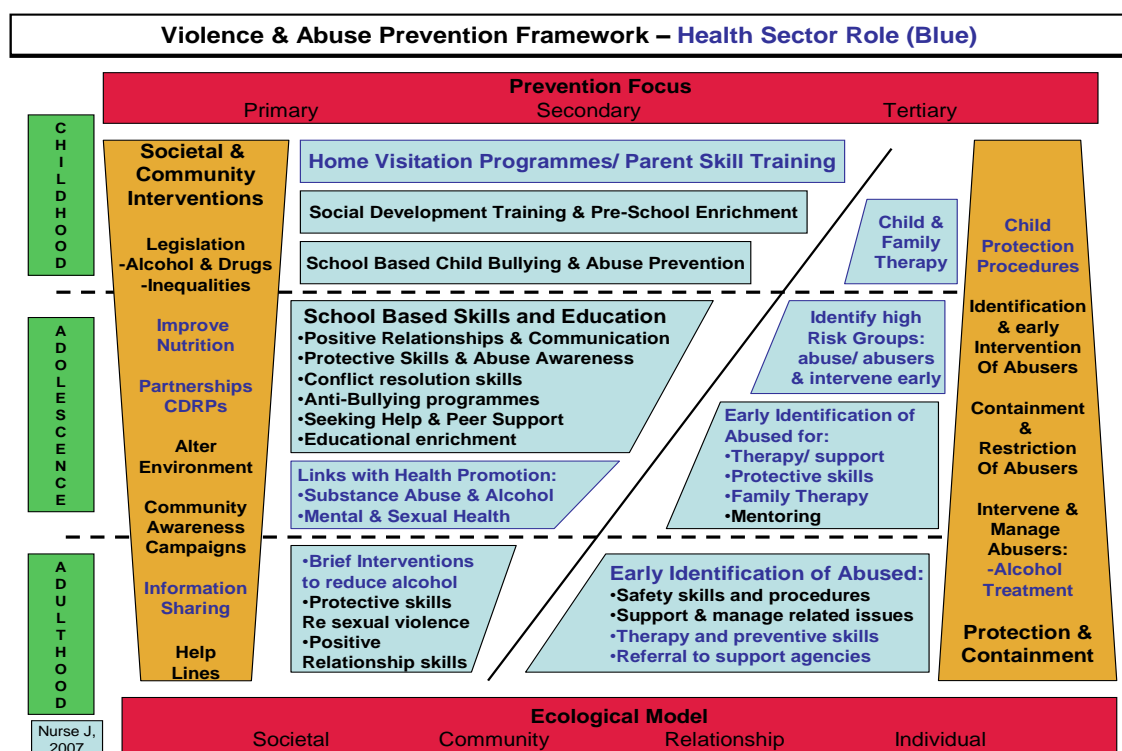 Violence & Abuse Prevention Framework – Health Sector Role (Blue)
Prevention Focus
Primary Secondary Tertiary
CHILDHOOD
Societal &
Community
Interventions
Legislation
-Alcohol & Drugs
-Inequalities
Improve
Nutrition
Partnerships
CDRPs
Alter
Environment
Community
Awareness
Campaigns
Information
Sharing
Help
Lines
Home Visitation Programmes/ Parent Skill Training
Social Development Training & Pre-School Enrichment
School Based Child Bullying & Abuse Prevention
Child &
Family
Therapy
Child
Protection
Procedures
Identification
& early
Intervention
Of Abusers
Containment
&
Restriction
Of Abusers
Intervene &
Manage
Abusers:
-Alcohol
Treatment
Protection &
Containment
ADOLESCENCE
School Based Skills and Education
•Positive Relationships & Communication
•Protective Skills & Abuse Awareness
•Conflict resolution skills
•Anti-Bullying programmes
•Seeking Help & Peer Support
•Educational enrichment
Links with Health Promotion:
•Substance Abuse & Alcohol
•Mental & Sexual Health
Identify high
Risk Groups:
abuse/ abusers
& intervene early
Early Identification of
Abused for:
•Therapy/ support
•Protective skills
•Family Therapy
•Mentoring
ADULTHOOD
•Brief Interventions
to reduce alcohol
•Protective skills
Re sexual violence
•Positive
Relationship skills
Early Identification of Abused:
•Safety skills and procedures
•Support & manage related issues
•Therapy and preventive skills
•Referral to support agencies
Nurse J,
2007
Ecological Model
Societal Community Relationship Individual